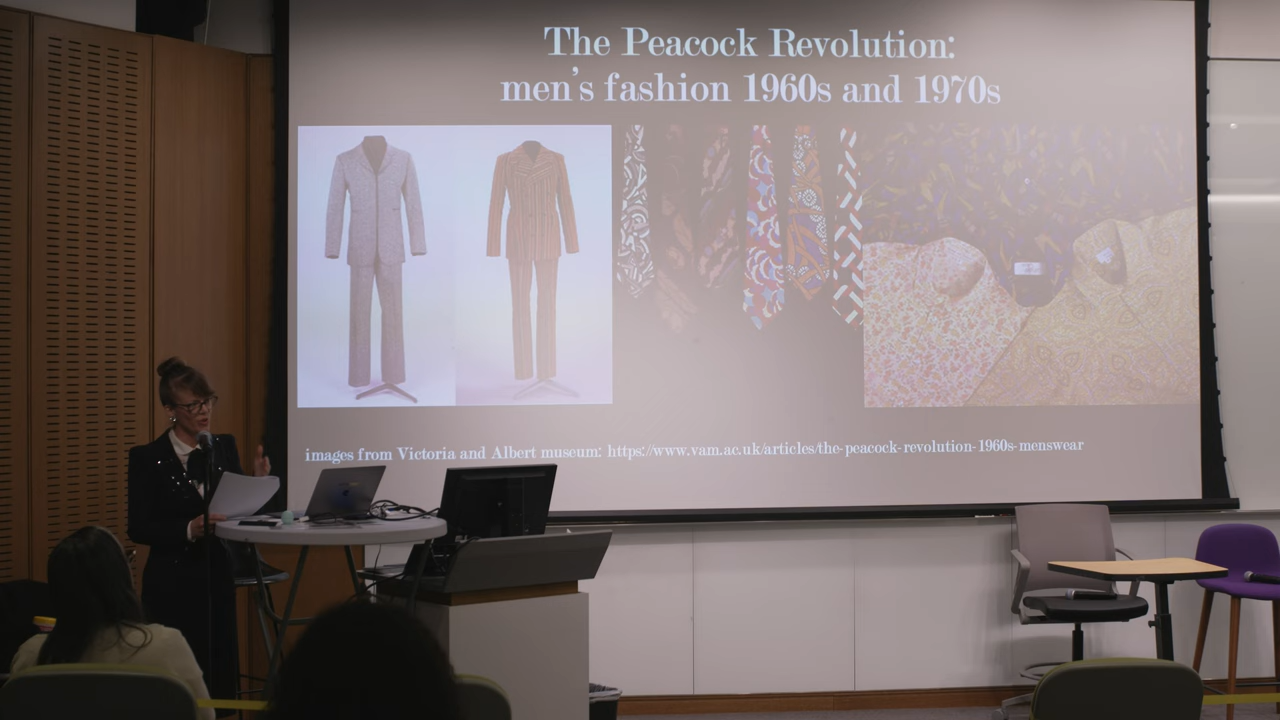 The Peacock Revolution:
men's fashion 1960s and 1970s
images from Victoria and Albert museum: https://www.vam.ac.uk/articles/the-peacock-revolution-1960s-menswear